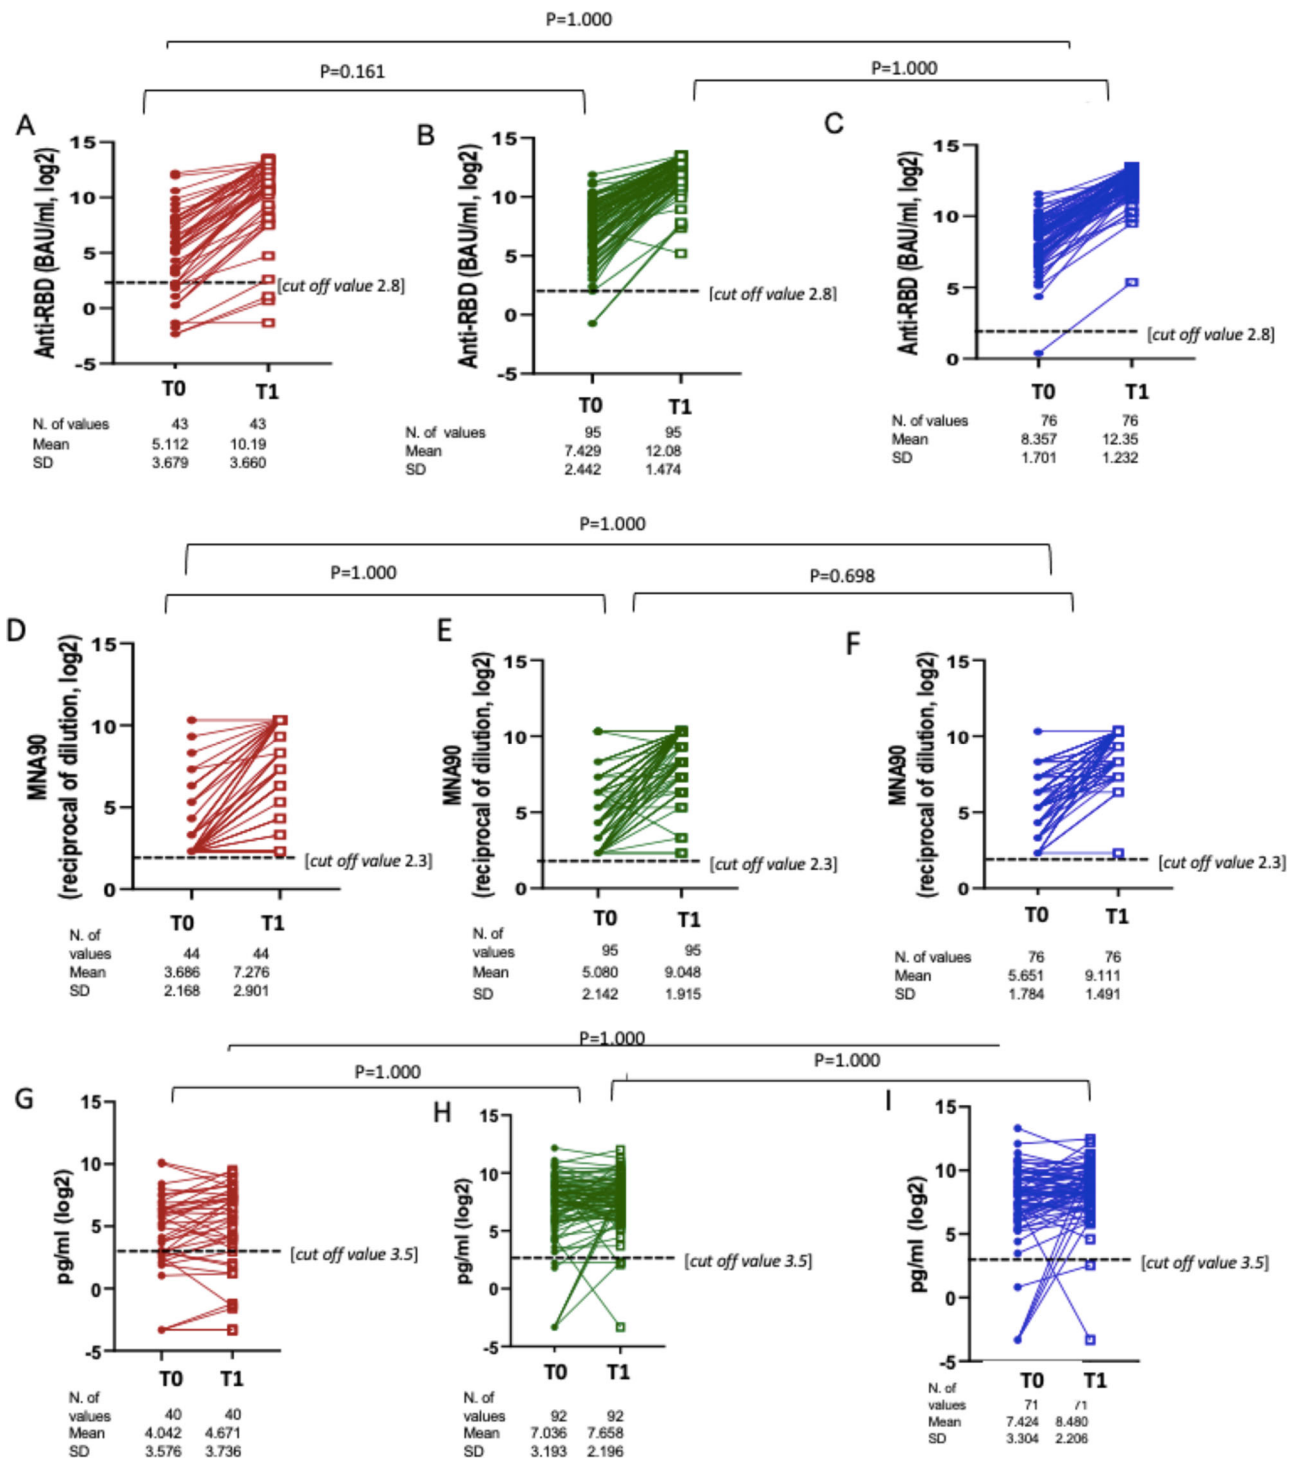 P=1.000
P=0.161
P=1.000
A
B
C
Anti-RBD (BAU/ml, log2)
15
10
5
0
-5
[cut off value 2.8]
T0 T1
N. of values 43 43
Mean 5.112 10.19
SD 3.679 3.660
Anti-RBD (BAU/ml, log2)
15
10
5
0
-5
[cut off value 2.8]
T0 T1
N. of values 95 95
Mean 7.429 12.08
SD 2.442 1.474
Anti-RBD (BAU/ml, log2)
15
10
5
0
[cut off value 2.8]
T0 T1
N. of values 76 76
Mean 8.357 12.35
SD 1.701 1.232
P=1.000
P=1.000
P=0.698
D
E
F
MNA90
(reciprocal of dilution, log2)
15
10
5
0
[cut off value 2.3]
T0 T1
N. of
values 44 44
Mean 3.686 7.276
SD 2.168 2.901
MNA90
(reciprocal of dilution, log2)
15
10
5
0
[cut off value 2.3]
T0 T1
N. of
values 95 95
Mean 5.080 9.048
SD 2.142 1.915
MNA90
(reciprocal of dilution, log2)
15
10
5
0
[cut off value 2.3]
T0 T1
N. of values 76 76
Mean 5.651 9.111
SD 1.784 1.491
P=1.000
P=1.000
P=1.000
G
H
I
pg/ml (log2)
15
10
5
0
-5
[cut off value 3.5]
T0 T1
N. of
values 40 40
Mean 4.042 4.671
SD 3.576 3.736
pg/ml (log2)
15
10
5
0
-5
[cut off value 3.5]
T0 T1
N. of
values 92 92
Mean 7.036 7.658
SD 3.193 2.196
pg/ml (log2)
15
10
5
0
-5
[cut off value 3.5]
T0 T1
N. of
values 71 /1
Mean 7.424 8.480
SD 3.304 2.206